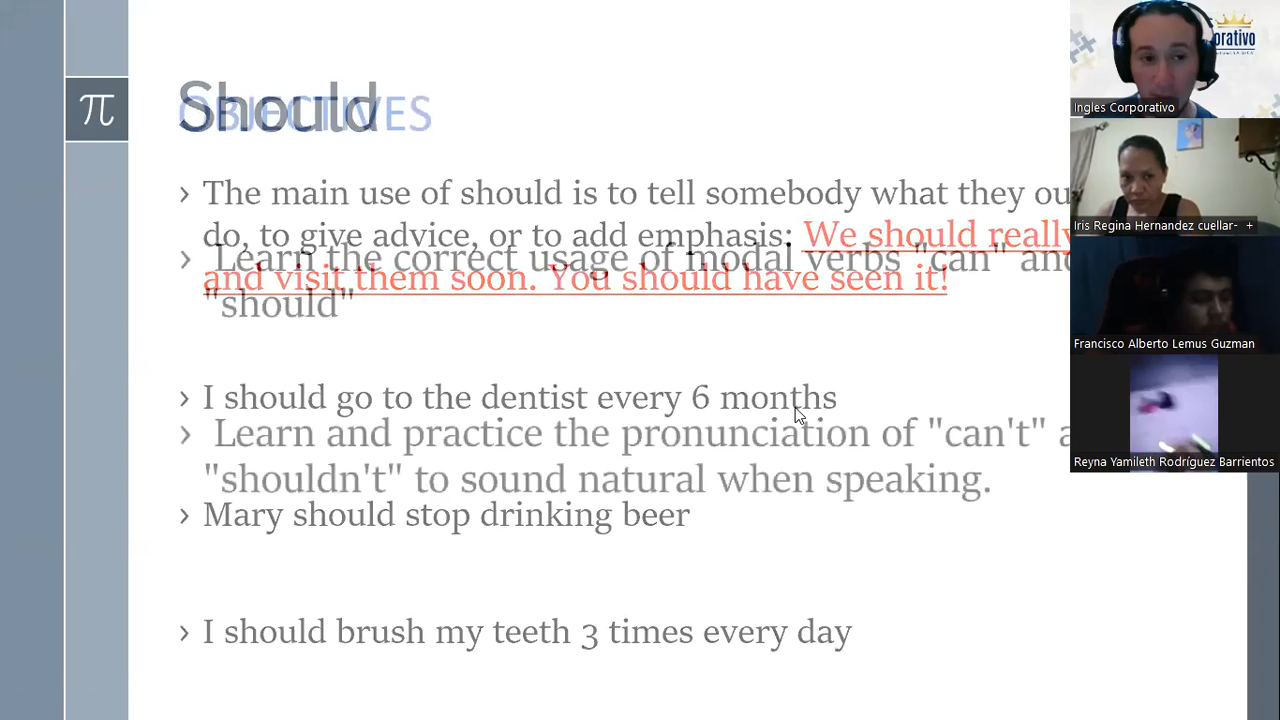 π
Should
OBJECTIVES
The main use of should is to tell somebody what they
do, to give advice, or to add emphasis: We should really
Learn the correct usage of modal verbs "can"
and visit them soon. You should have seen it!
"should"
I should go to the dentist every 6 months
Learn and practice the pronunciation of "can't"
"shouldn't" to sound natural when speaking.
Mary should stop drinking beer
I should brush my teeth 3 times every day
Ingles Corporativo
Iris Regina Hernandez cuellar- +
Francisco Alberto Lemus Guzman
Reyna Yamileth Rodríguez Barrientos